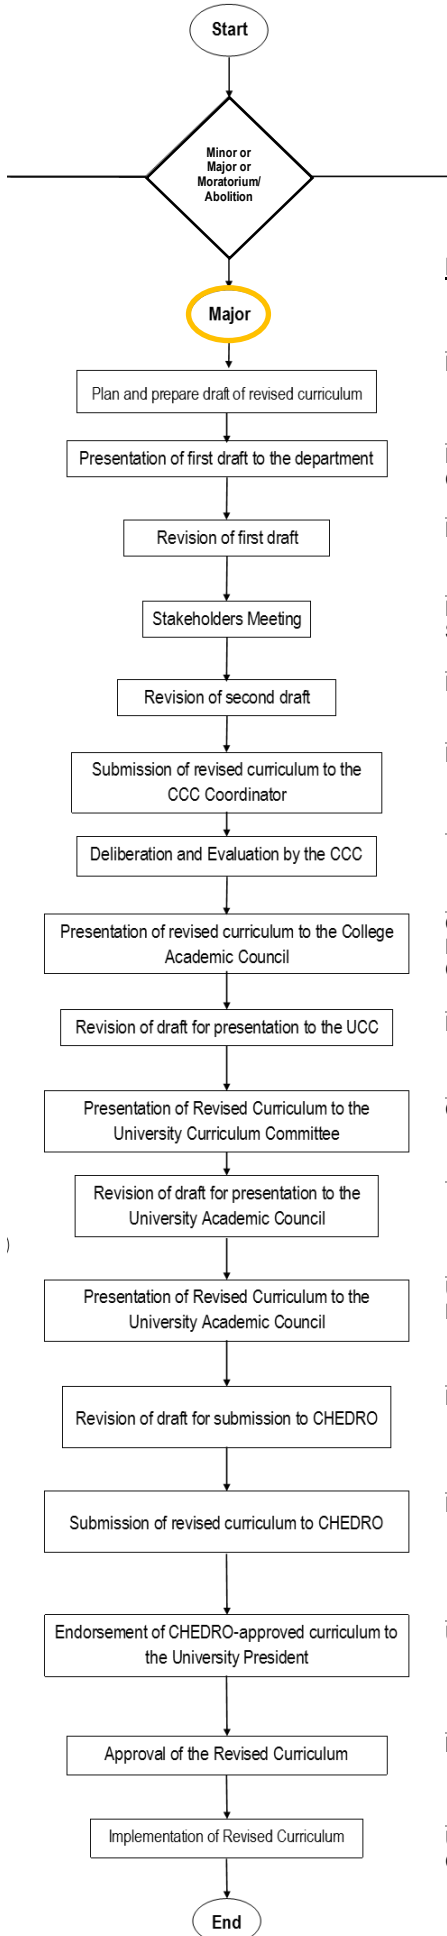 Start
Minor or
Major or
Moratorium/
Abolition
Major
Plan and prepare draft of revised curriculum
Presentation of first draft to the department
Revision of first draft
Stakeholders Meeting
Revision of second draft
Submission of revised curriculum to the
CCC Coordinator
Deliberation and Evaluation by the CCC
Presentation of revised curriculum to the College
Academic Council
Revision of draft for presentation to the UCC
Presentation of Revised Curriculum to the
University Curriculum Committee
Revision of draft for presentation to the
University Academic Council
)
Presentation of Revised Curriculum to the
University Academic Council
Revision of draft for submission to CHEDRO
Submission of revised curriculum to CHEDRO
Endorsement of CHEDRO-approved curriculum to
the University President
Approval of the Revised Curriculum
Implementation of Revised Curriculum
End